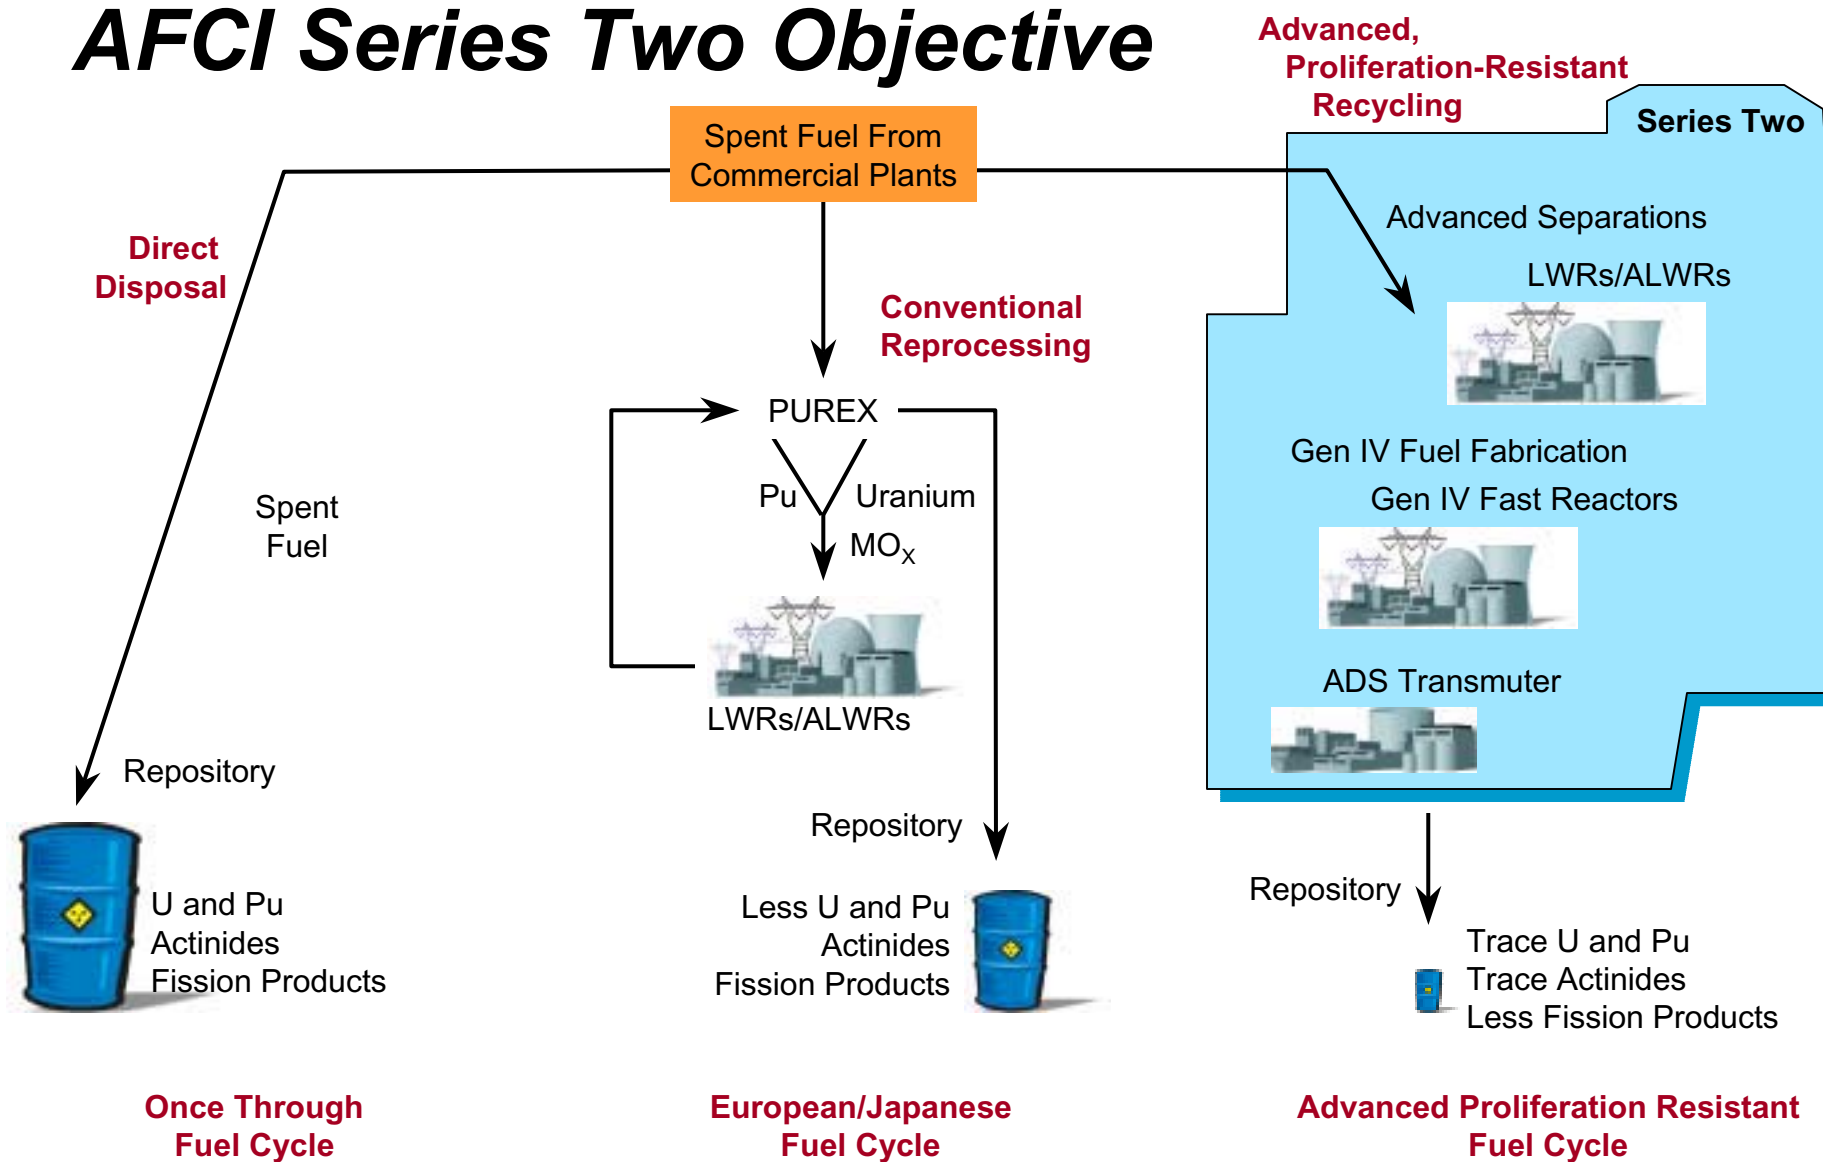 AFCI Series Two Objective
Advanced,
Proliferation-Resistant
Recycling
Series Two
Spent Fuel From
Commercial Plants
Direct
Disposal
Conventional
Reprocessing
Advanced Separations
LWRs/ALWRs
PUREX
Pu
Uranium
MOX
LWRs/ALWRs
Gen IV Fuel Fabrication
Gen IV Fast Reactors
ADS Transmuter
Spent
Fuel
Repository
U and Pu
Actinides
Fission Products
Repository
Less U and Pu
Actinides
Fission Products
Repository
Trace U and Pu
Trace Actinides
Less Fission Products
Once Through
Fuel Cycle
European/Japanese
Fuel Cycle
Advanced Proliferation Resistant
Fuel Cycle